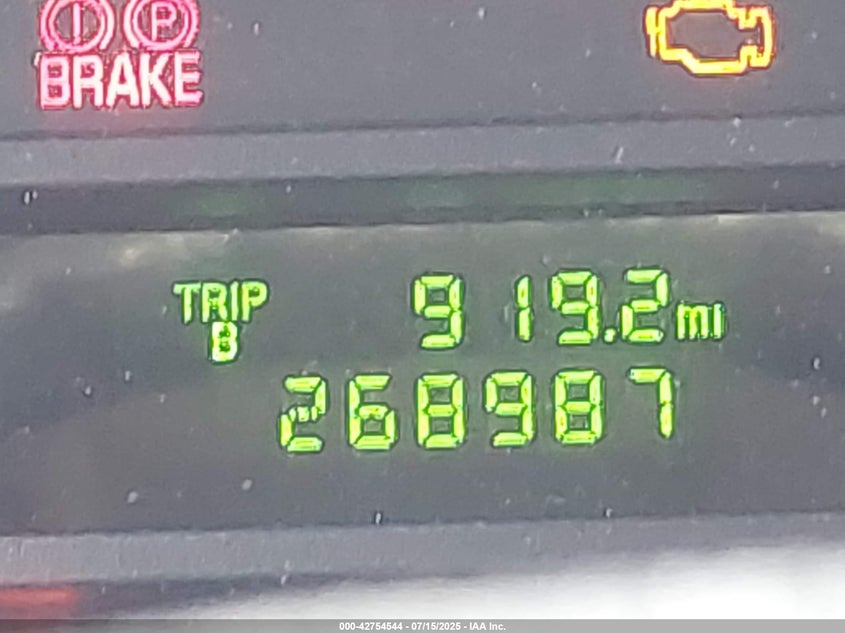 BRAKE
TRIP 919.2 mi
B
268987
000-42754544 - 07/15/2025 - IAA Inc.